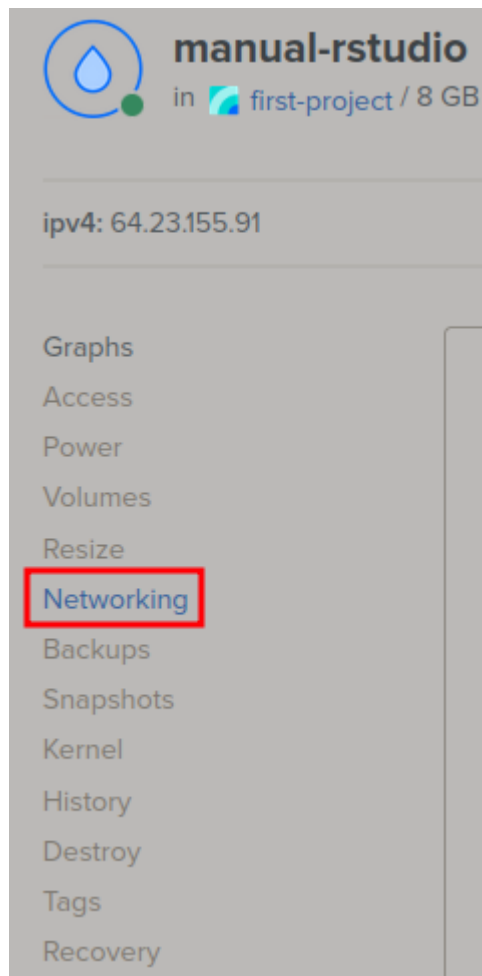 manual-rstudio
in first-project / 8 GB
ipv4: 64.23.155.91
Graphs
Access
Power
Volumes
Resize
Networking
Backups
Snapshots
Kernel
History
Destroy
Tags
Recovery